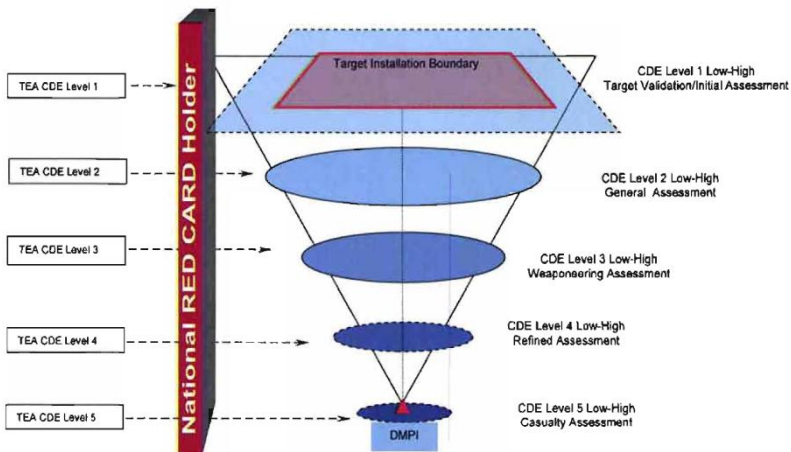 Target Installation Boundary
TEA CDE Level 1
CDE Level 1 Low-High
Target Validation/Initial Assessment
National RED CARD Holder
TEA CDE Level 2
CDE Level 2 Low-High
General Assessment
TEA CDE Level 3
CDE Level 3 Low-High
Weaponeering Assessment
TEA CDE Level 4
CDE Level 4 Low-High
Refined Assessment
TEA CDE Level 5
CDE Level 5 Low-High
Casualty Assessment
DMPI